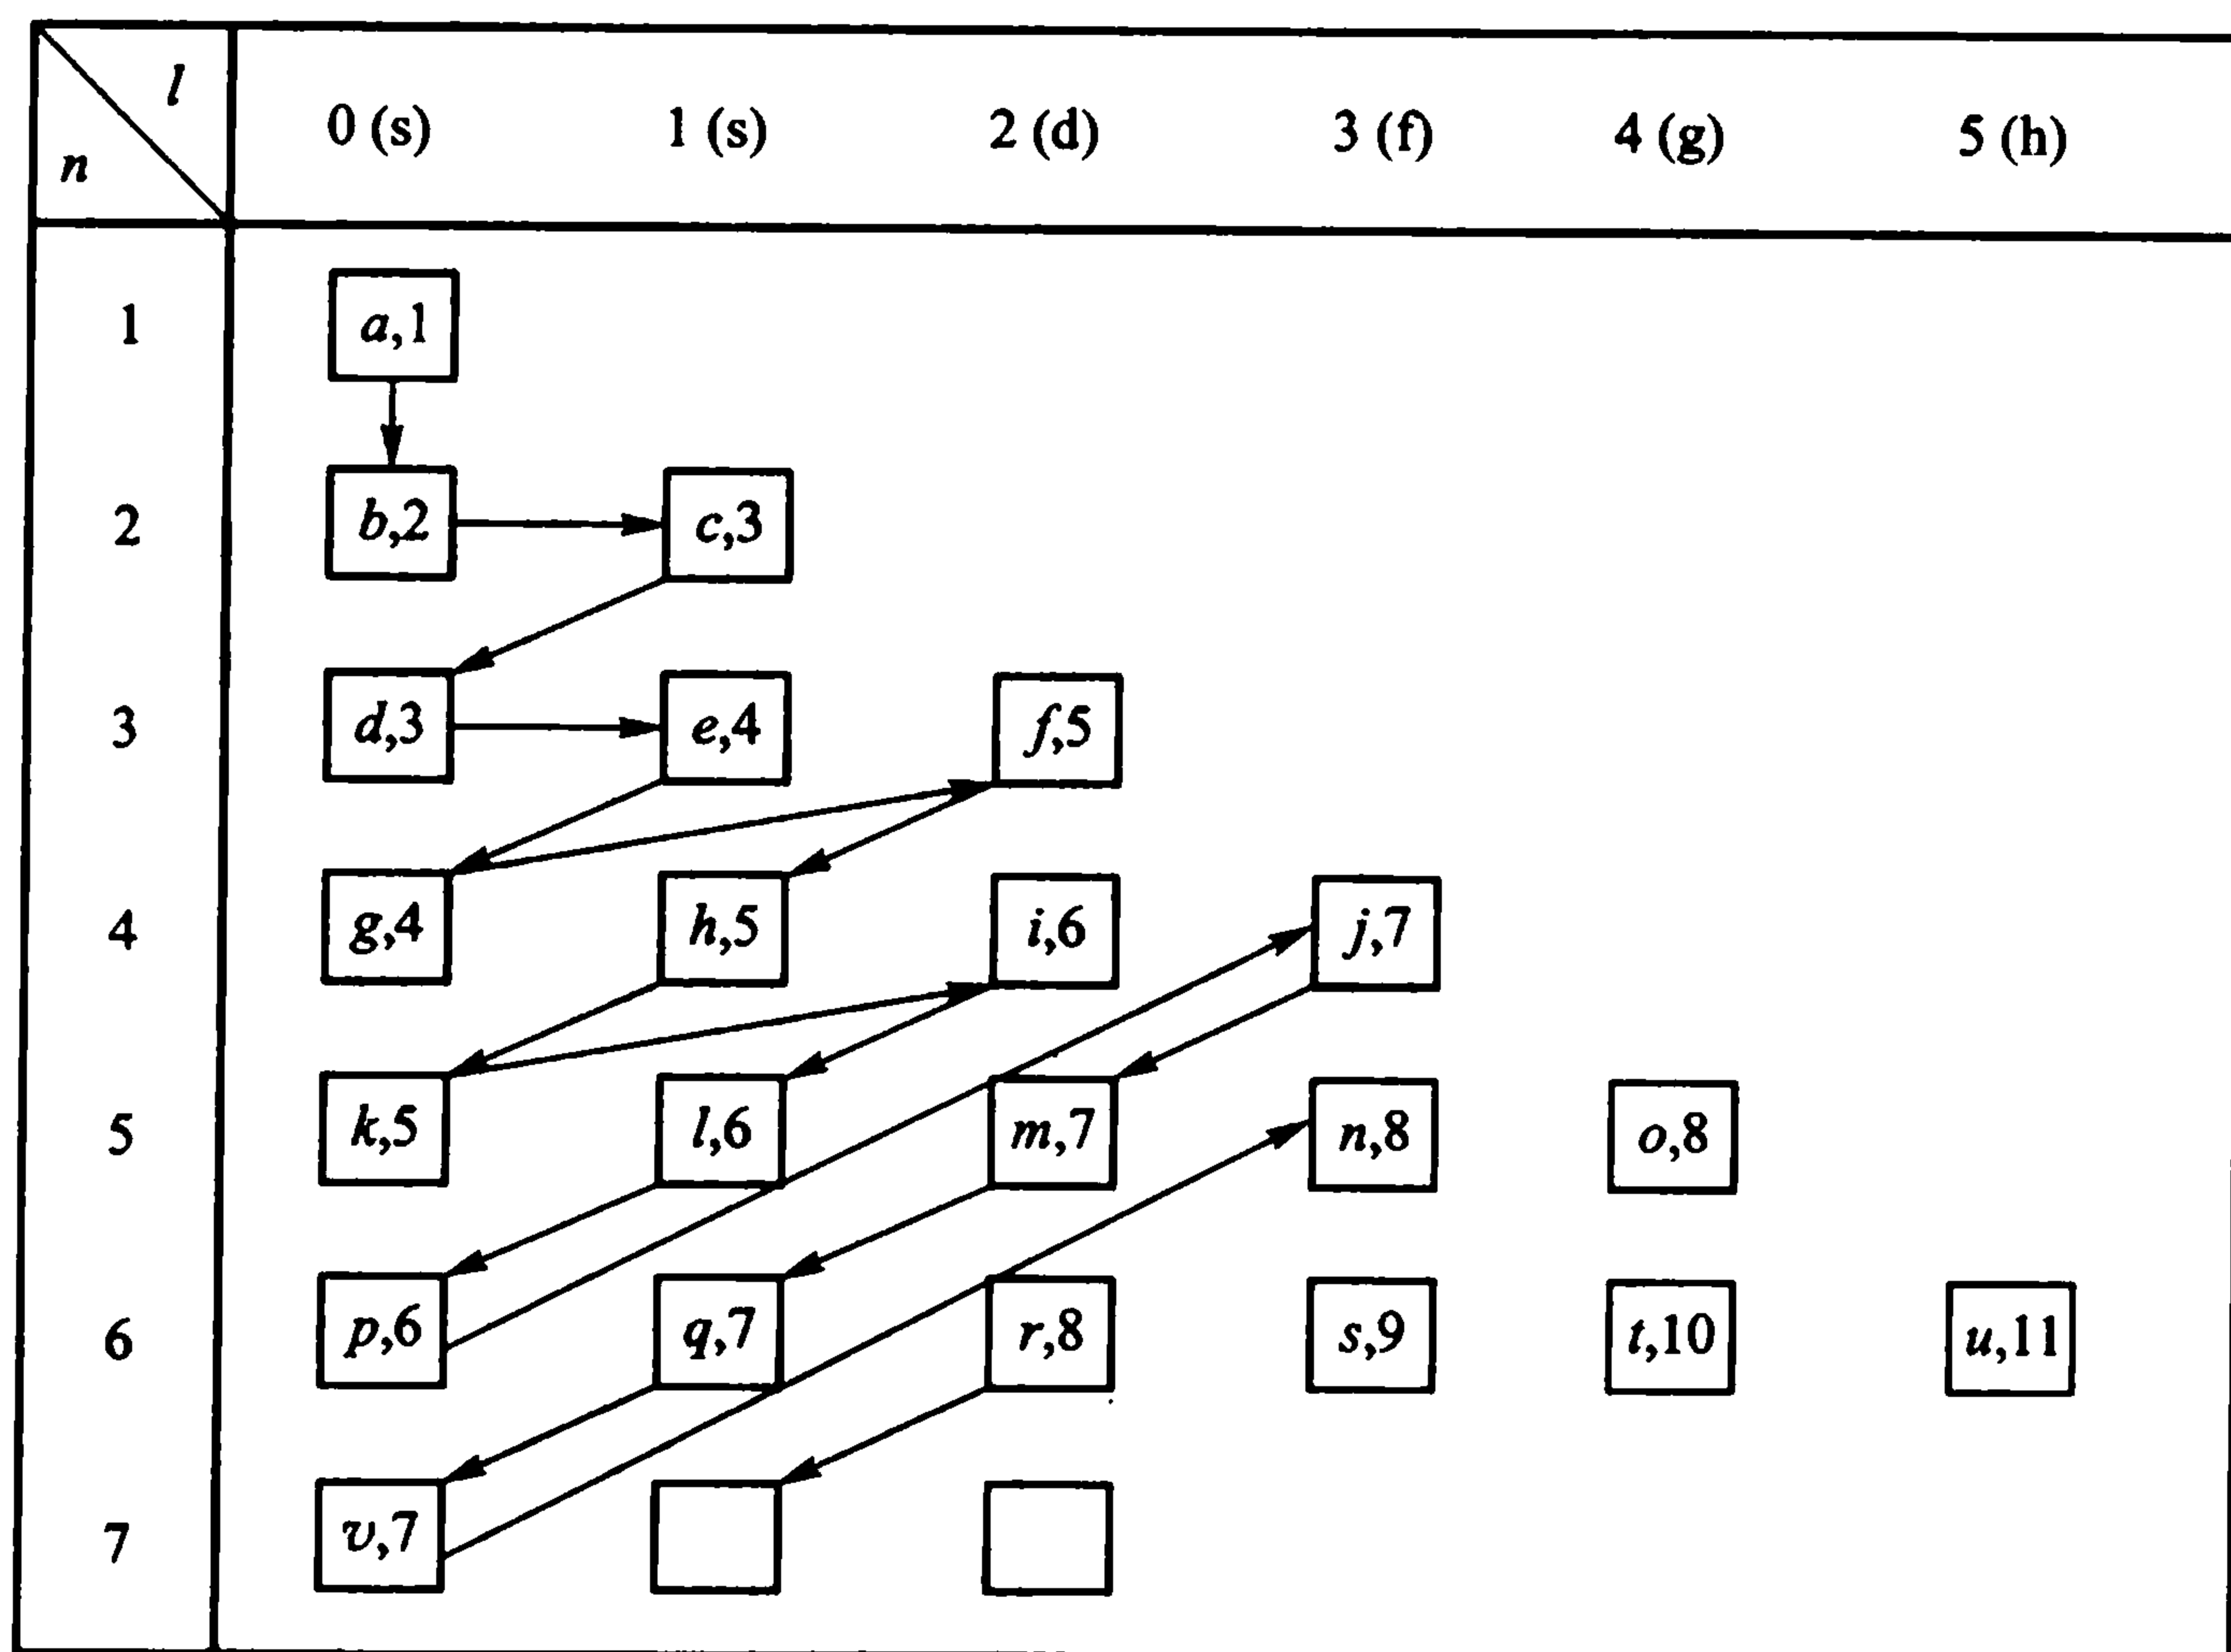 l
n
0 (s) 1 (s) 2 (d) 3 (f) 4 (g) 5 (h)
1 a,1
2 b,2 c,3
3 d,3 e,4 f,5
4 g,4 h,5 i,6 j,7
5 k,5 l,6 m,7 n,8 o,8
6 p,6 q,7 r,8 s,9 t,10 u,11
7 v,7